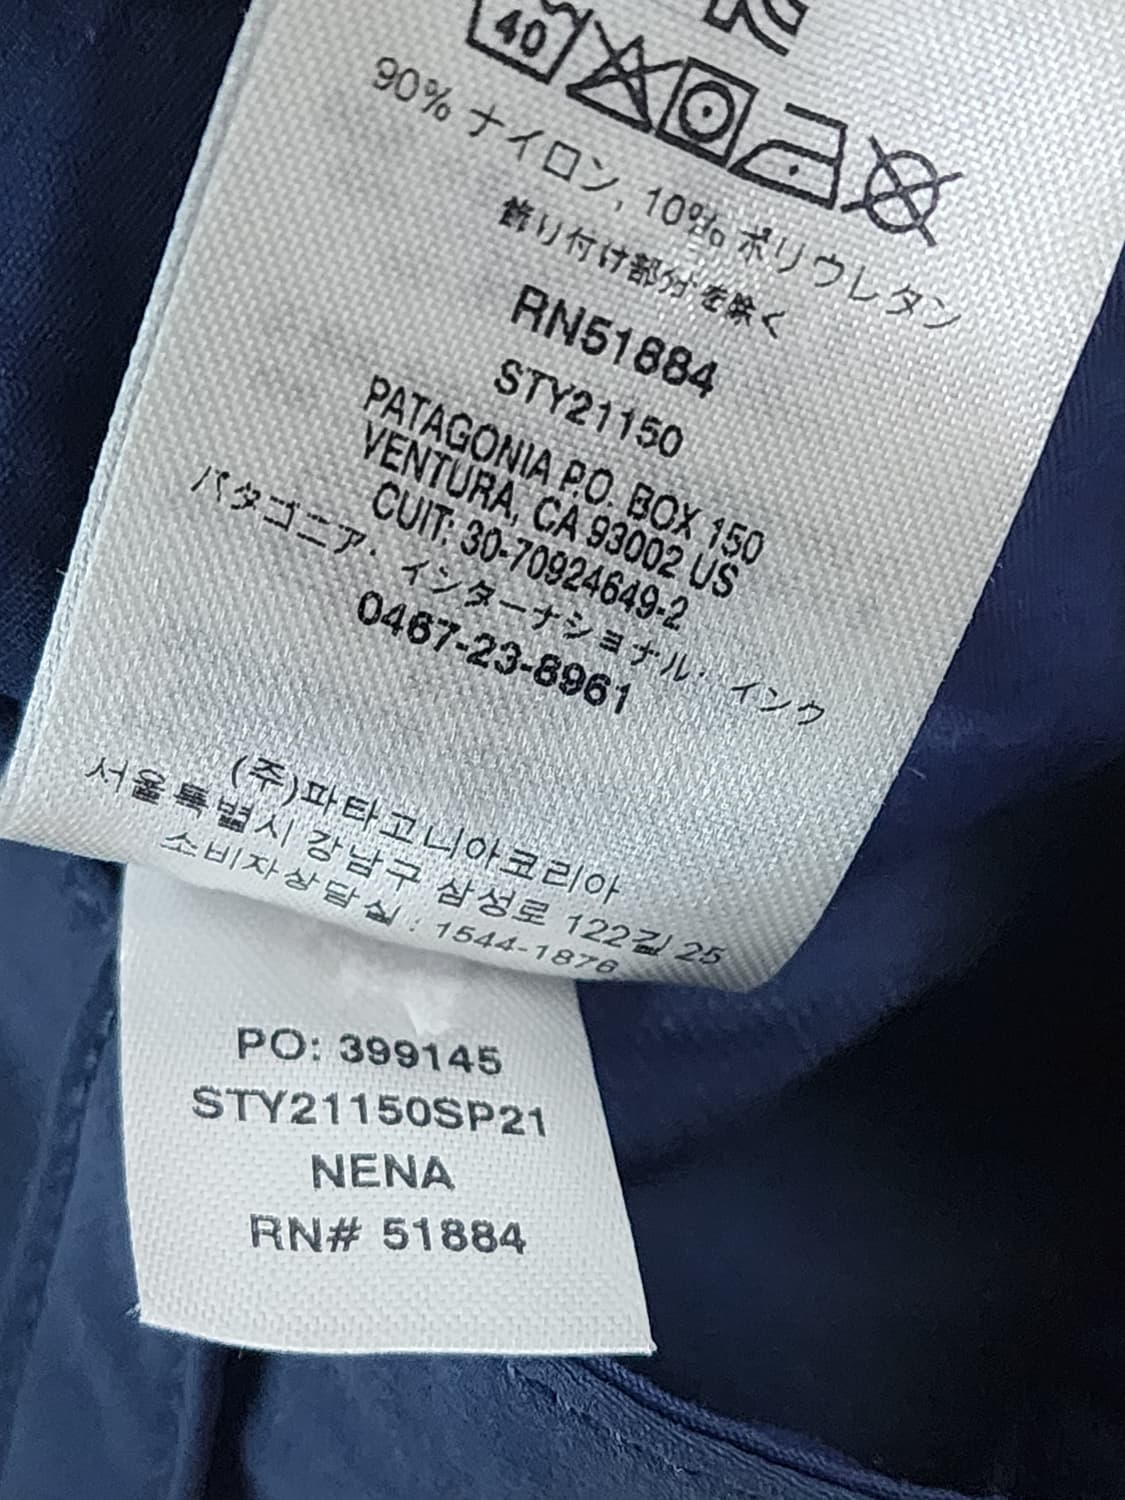 40
90% ナイロン, 10% ポリウレタン
飾り付け部分を除く
RN51884
STY21150
PATAGONIA P.O. BOX 150
VENTURA, CA 93002 US
CUIT: 30-70924649-2
パタゴニア・インターナショナル・インク
0467-23-8961
(주)파타고니아코리아
서울특별시 강남구 삼성로 122길 25
소비자상담실 : 1544-1876
PO: 399145
STY21150SP21
NENA
RN# 51884